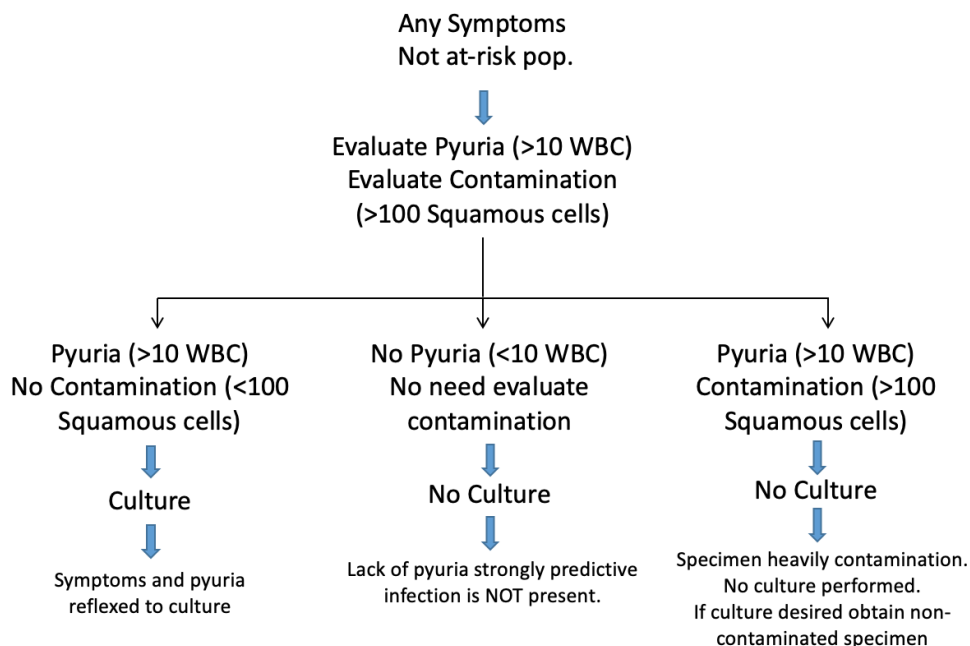 Any Symptoms
Not at-risk pop.
Evaluate Pyuria (>10 WBC)
Evaluate Contamination
(>100 Squamous cells)
Pyuria (>10 WBC)
No Contamination (<100
Squamous cells)
Culture
Symptoms and pyuria
reflexed to culture
No Pyuria (<10 WBC)
No need evaluate
contamination
No Culture
Lack of pyuria strongly predictive
infection is NOT present.
Pyuria (>10 WBC)
Contamination (>100
Squamous cells)
No Culture
Specimen heavily contamination.
No culture performed.
If culture desired obtain non-
contaminated specimen